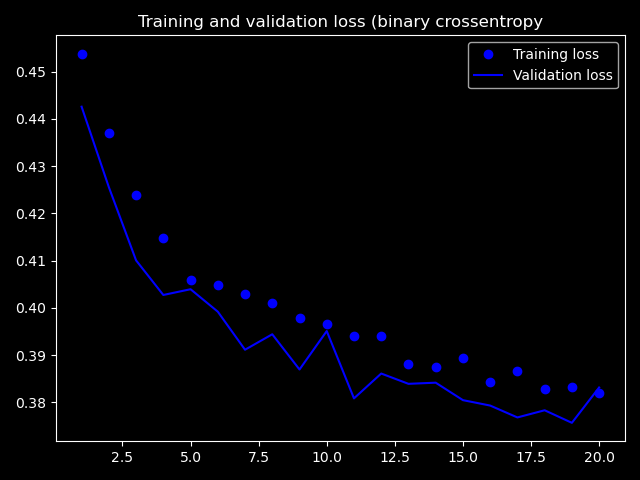 Training and validation loss (binary crossentropy
Training loss
Validation loss
0.45
0.44
0.43
0.42
0.41
0.40
0.39
0.38
2.5 5.0 7.5 10.0 12.5 15.0 17.5 20.0